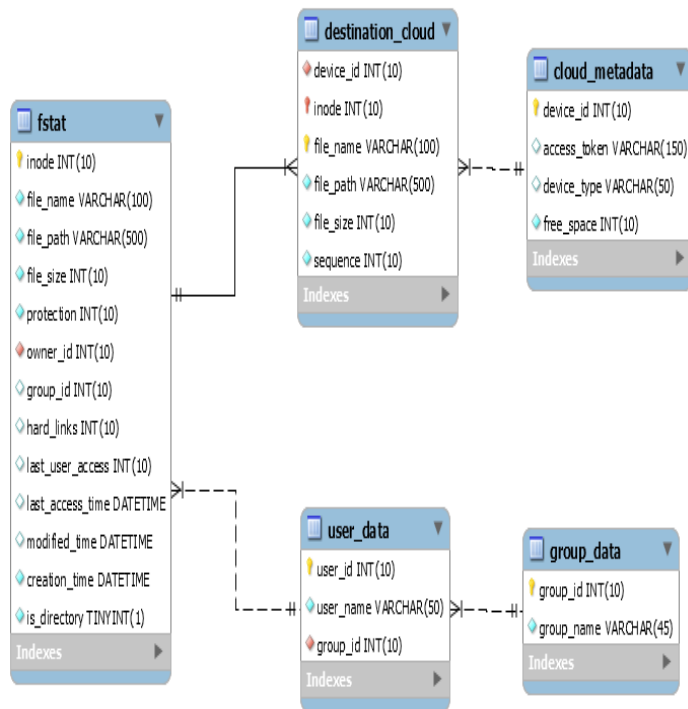 fstat
inode INT(10)
file_name VARCHAR(100)
file_path VARCHAR(500)
file_size INT(10)
protection INT(10)
owner_id INT(10)
group_id INT(10)
hard_links INT(10)
last_user_access INT(10)
last_access_time DATETIME
modified_time DATETIME
creation_time DATETIME
is_directory TINYINT(1)
Indexes
destination_cloud
device_id INT(10)
inode INT(10)
file_name VARCHAR(100)
file_path VARCHAR(500)
file_size INT(10)
sequence INT(10)
Indexes
cloud_metadata
device_id INT(10)
access_token VARCHAR(150)
device_type VARCHAR(50)
free_space INT(10)
Indexes
user_data
user_id INT(10)
user_name VARCHAR(50)
group_id INT(10)
Indexes
group_data
group_id INT(10)
group_name VARCHAR(45)
Indexes